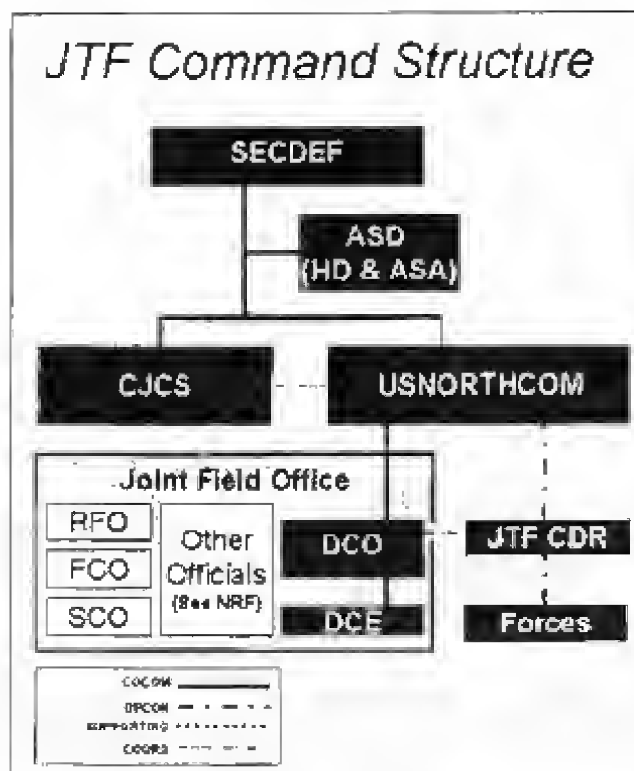 JTF Command Structure
SECDEF
ASD
(HD & ASA)
CJCS
USNORTHCOM
Joint Field Office
RFO
FCO
SCO
Other
Officials
(See NRF)
DCO
DCE
JTF CDR
Forces
COCOM
OPCON
SUPPORTING
COORD